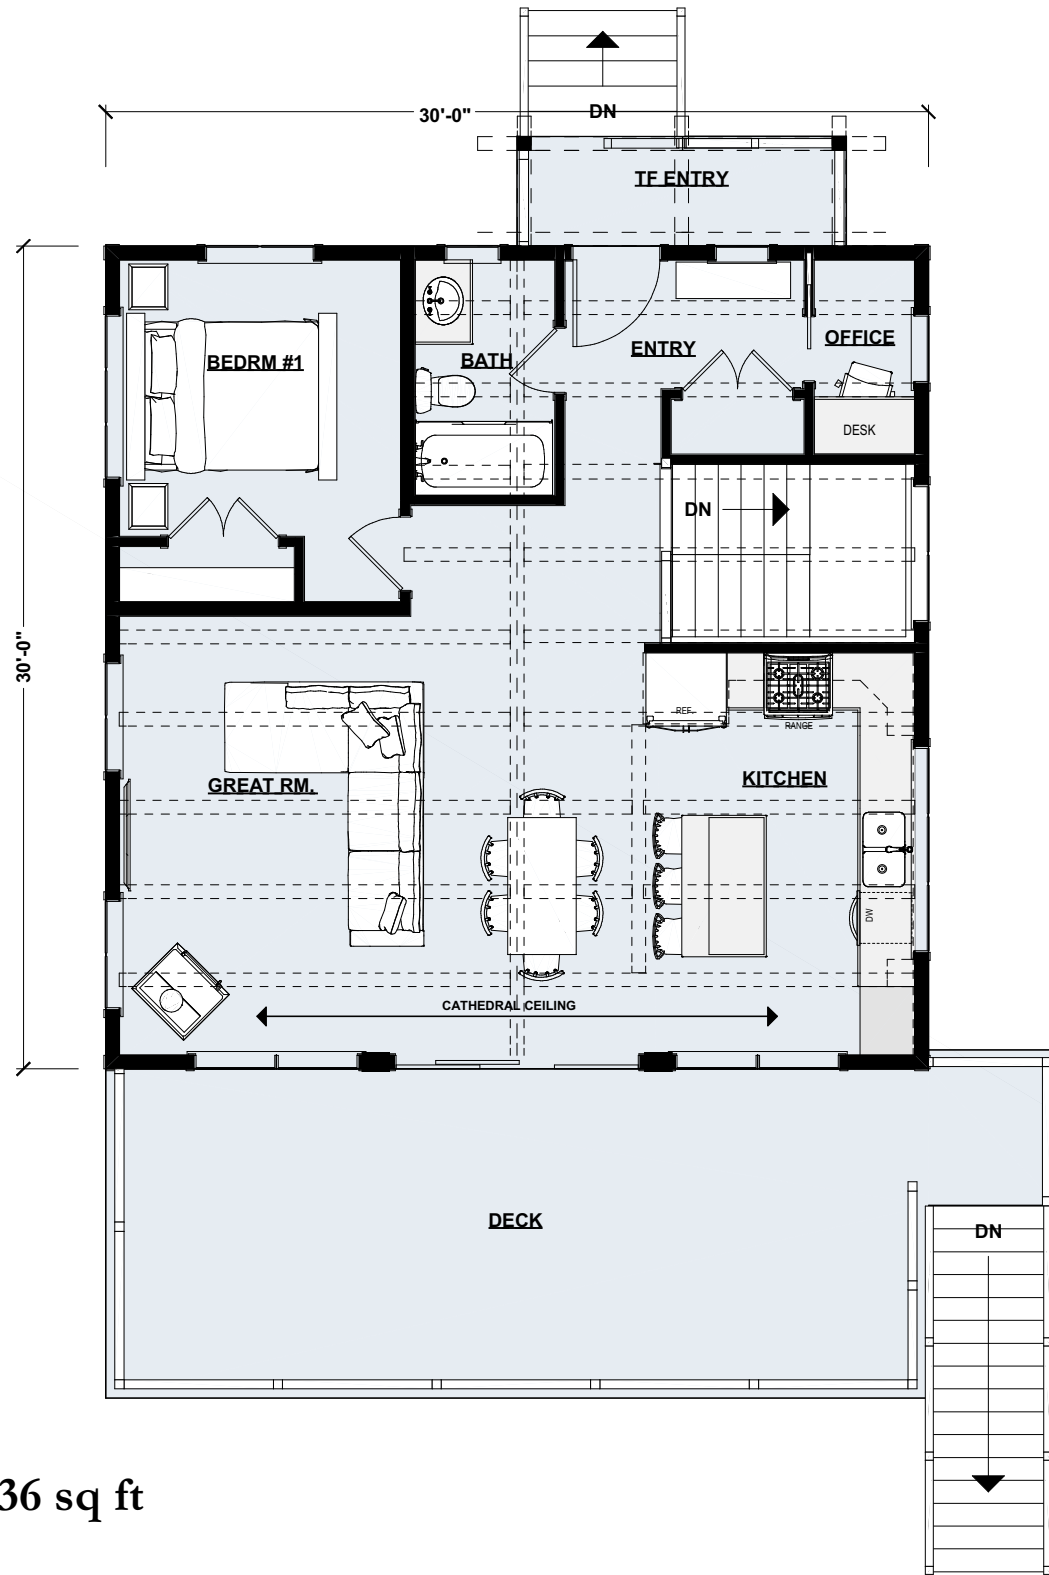 30'-0"
DN
TF ENTRY
BEDRM #1
BATH
ENTRY
OFFICE
DESK
DN
30'-0"
REF.
RANGE
GREAT RM.
KITCHEN
DW
CATHEDRAL CEILING
DECK
DN
36 sq ft